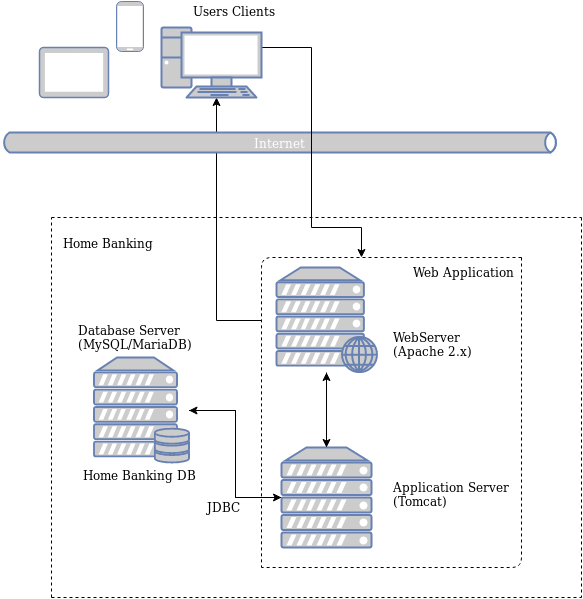 Users Clients
Internet
Home Banking
Web Application
Database Server
(MySQL/MariaDB)
WebServer
(Apache 2.x)
Home Banking DB
Application Server
(Tomcat)
JDBC